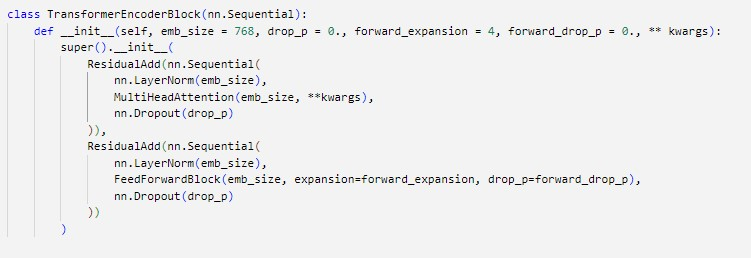 class TransformerEncoderBlock(nn.Sequential):
    def __init__(self, emb_size = 768, drop_p = 0., forward_expansion = 4, forward_drop_p = 0., ** kwargs):
        super().__init__(
            ResidualAdd(nn.Sequential(
                nn.LayerNorm(emb_size),
                MultiHeadAttention(emb_size, **kwargs),
                nn.Dropout(drop_p)
            )),
            ResidualAdd(nn.Sequential(
                nn.LayerNorm(emb_size),
                FeedForwardBlock(emb_size, expansion=forward_expansion, drop_p=forward_drop_p),
                nn.Dropout(drop_p)
            ))
        )